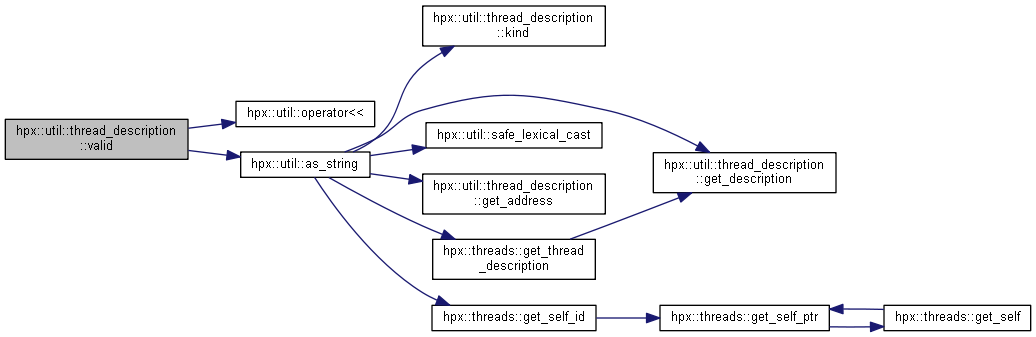 hpx::util::thread_description
::valid
hpx::util::operator<<
hpx::util::as_string
hpx::util::thread_description
::kind
hpx::util::safe_lexical_cast
hpx::util::thread_description
::get_address
hpx::threads::get_thread
_description
hpx::threads::get_self_id
hpx::util::thread_description
::get_description
hpx::threads::get_self_ptr
hpx::threads::get_self